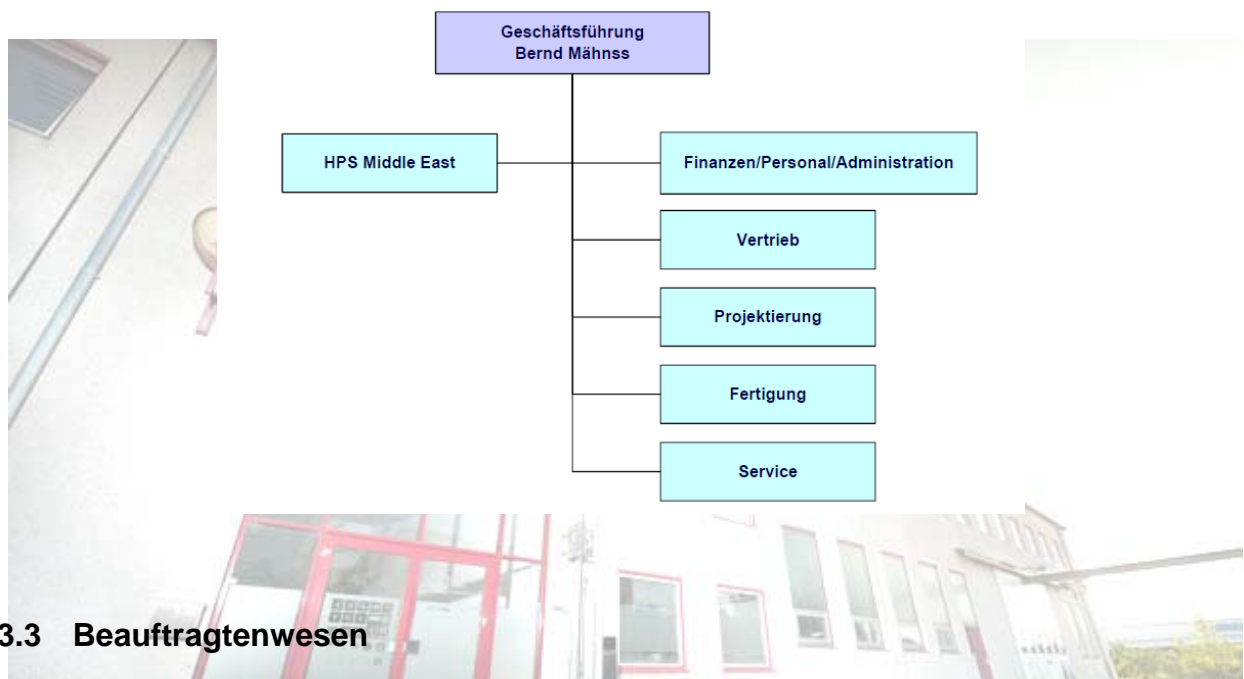 Geschäftsführung
Bernd Mähnss
HPS Middle East
Finanzen/Personal/Administration
Vertrieb
Projektierung
Fertigung
Service
3.3 Beauftragtenwesen